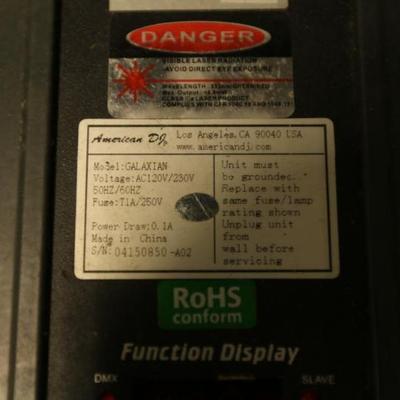 DANGER
VISIBLE LASER RADIATION
AVOID DIRECT EYE EXPOSURE
American DJ Los Angeles, CA 90040 USA
www.americandj.com
Model:GALAXIAN
Voltage:AC120V/230V
50HZ/60HZ
Fuse:T1A/250V
Power Draw:0.1A
Made in China
S/N:04150850-A02
Unit must
be grounded
Replace with
same fuse/lamp
rating shown
Unplug unit
from
wall before
servicing
RoHS
conform
Function Display
DMX SLAVE